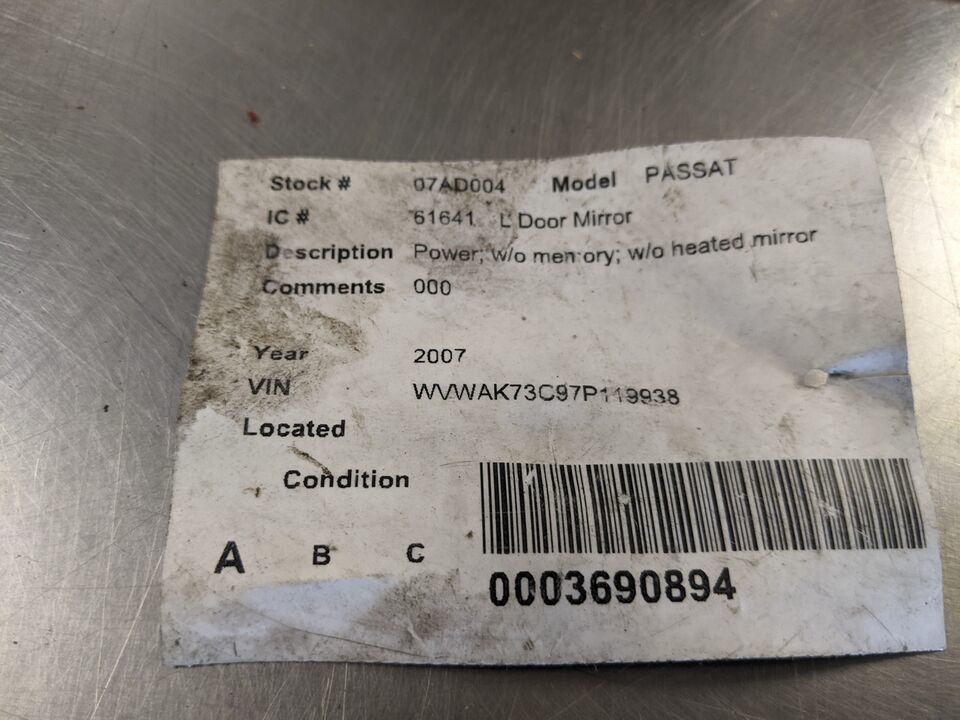 Stock # 07AD004 Model PASSAT
IC # 61641 L Door Mirror
Description Power; w/o memory; w/o heated mirror
Comments 000
Year 2007
VIN WVWAK73C97P119938
Located
Condition
A B C
0003690894